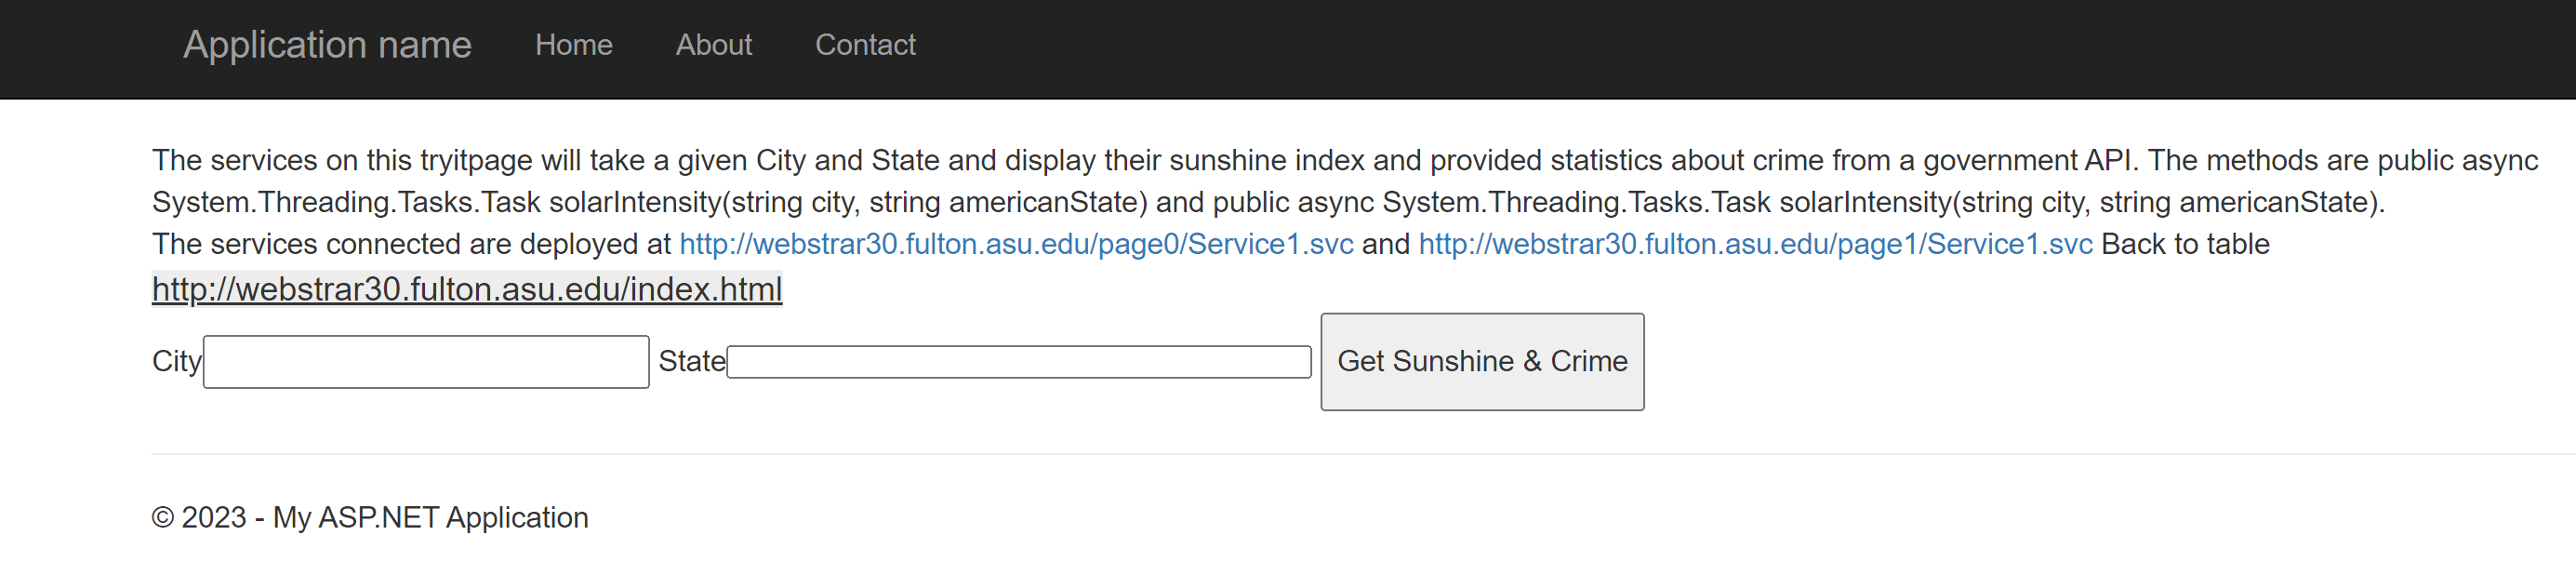 Application name Home About Contact
The services on this tryitpage will take a given City and State and display their sunshine index and provided statistics about crime from a government API. The methods are public async
System.Threading.Tasks.Task solarIntensity(string city, string americanState) and public async System.Threading.Tasks.Task solarIntensity(string city, string americanState).
The services connected are deployed at http://webstrar30.fulton.asu.edu/page0/Service1.svc and http://webstrar30.fulton.asu.edu/page1/Service1.svc Back to table
http://webstrar30.fulton.asu.edu/index.html
City State Get Sunshine & Crime
© 2023 - My ASP.NET Application